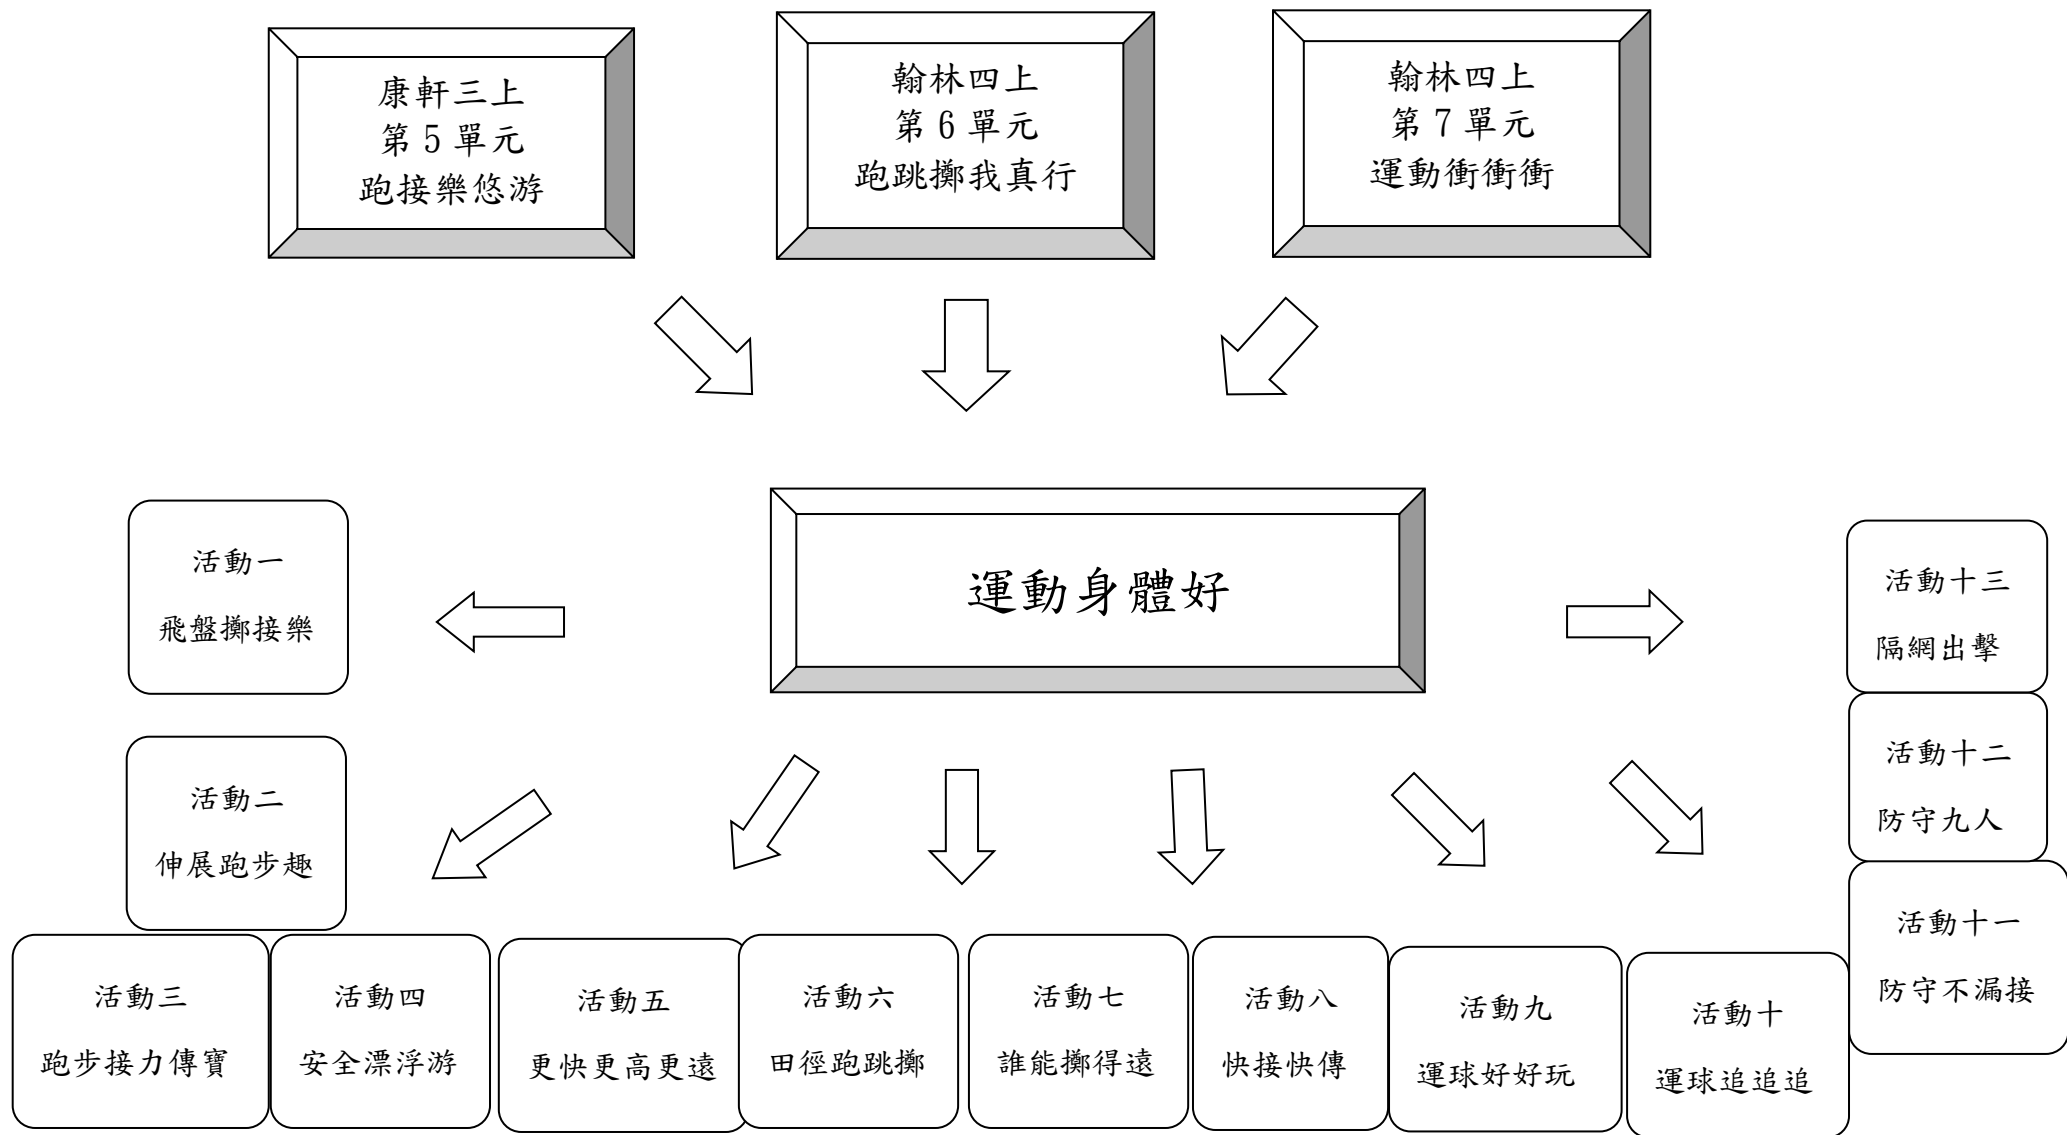 康軒三上
第 5 單元
跑接樂悠游
翰林四上
第 6 單元
跑跳擲我真行
翰林四上
第 7 單元
運動衝衝衝
運動身體好
活動一
飛盤擲接樂
活動二
伸展跑步趣
活動三
跑步接力傳寶
活動四
安全漂浮游
活動五
更快更高更遠
活動六
田徑跑跳擲
活動七
誰能擲得遠
活動八
快接快傳
活動九
運球好好玩
活動十
運球追追追
活動十一
防守不漏接
活動十二
防守九人
活動十三
隔網出擊